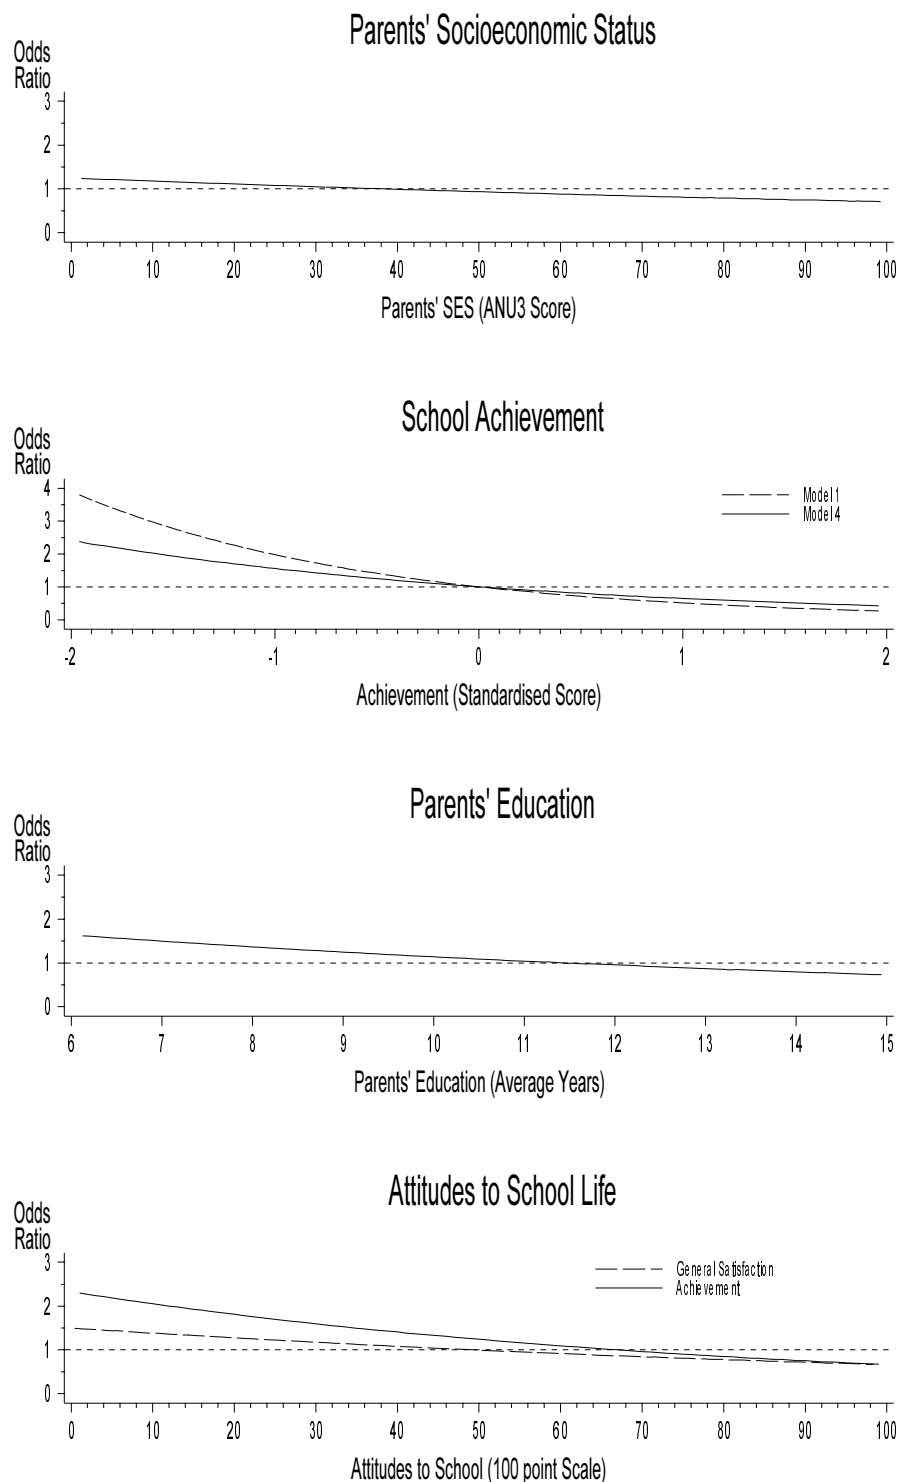 Parents' Socioeconomic Status
Odds
Ratio
3
2
1
0
0 10 20 30 40 50 60 70 80 90 100
Parents' SES (ANU3 Score)
School Achievement
Odds
Ratio
4
3
2
1
0
Model 1
Model 4
-2 -1 0 1 2
Achievement (Standardised Score)
Parents' Education
Odds
Ratio
3
2
1
0
6 7 8 9 10 11 12 13 14 15
Parents' Education (Average Years)
Attitudes to School Life
Odds
Ratio
3
2
1
0
General Satisfaction
Achievement
0 10 20 30 40 50 60 70 80 90 100
Attitudes to School (100 point Scale)